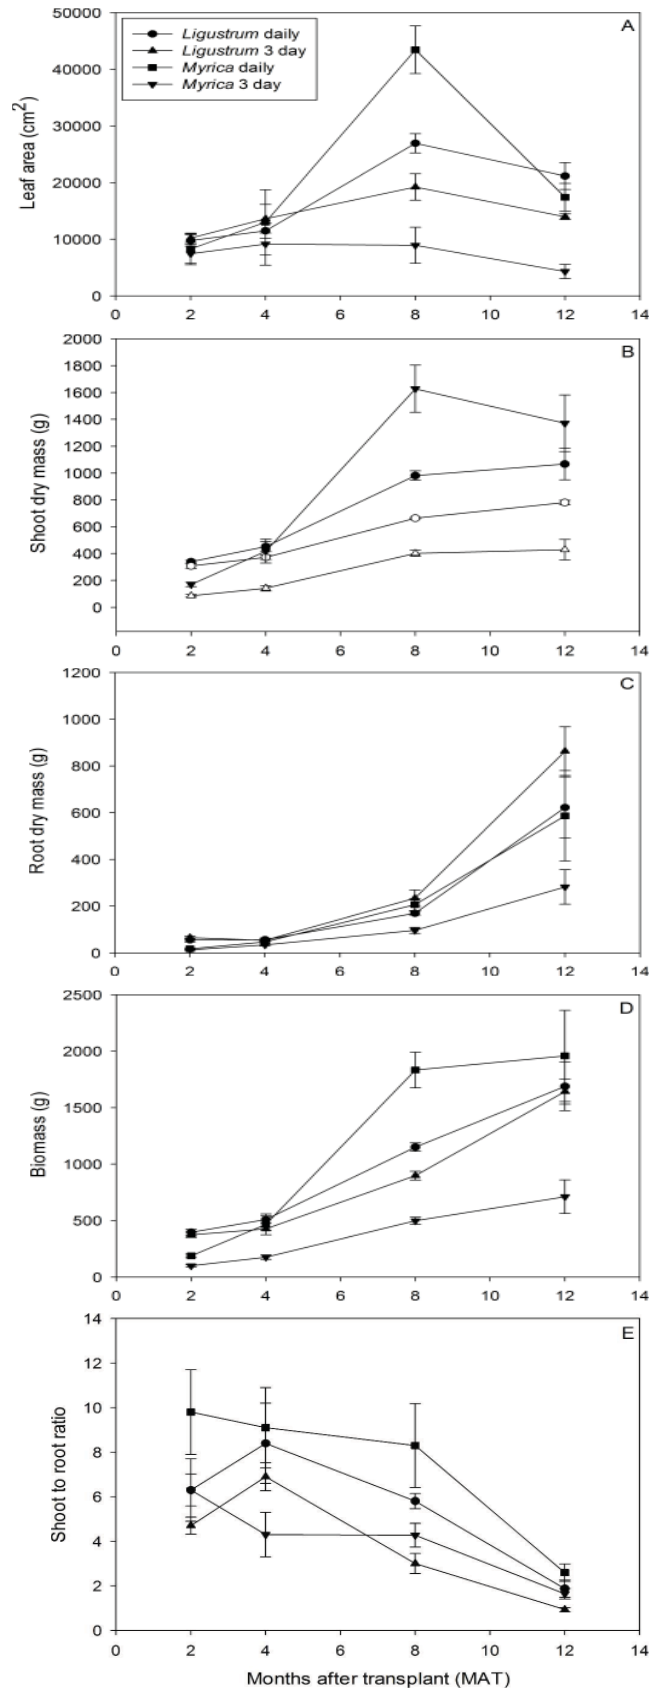 A
Ligustrum daily
Ligustrum 3 day
Myrica daily
Myrica 3 day
Leaf area (cm²)
50000
40000
30000
20000
10000
0
0 2 4 6 8 10 12 14
B
Shoot dry mass (g)
2000
1800
1600
1400
1200
1000
800
600
400
200
0
0 2 4 6 8 10 12 14
C
Root dry mass (g)
1200
1000
800
600
400
200
0
0 2 4 6 8 10 12 14
D
Biomass (g)
2500
2000
1500
1000
500
0
0 2 4 6 8 10 12 14
E
Shoot to root ratio
14
12
10
8
6
4
2
0
0 2 4 6 8 10 12 14
Months after transplant (MAT)